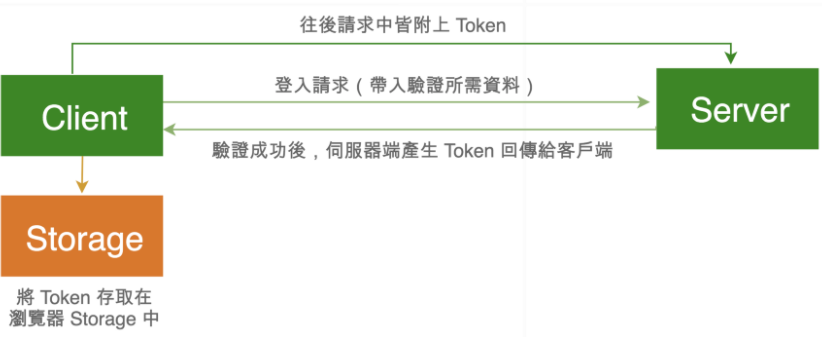 往後請求中皆附上 Token
登入請求(帶入驗證所需資料)
Client
Server
驗證成功後,伺服器端產生 Token 回傳給客戶端
Storage
將 Token 存取在
瀏覽器 Storage 中